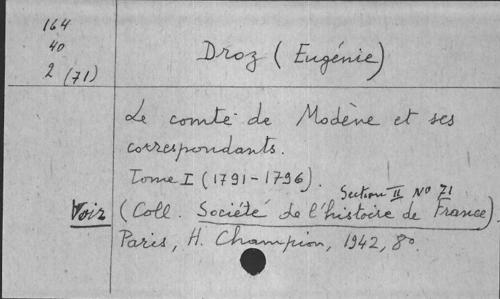 164
40
2 (71)
Droz (Eugénie)
Le comte de Modène et ses
correspondants.
Tome I (1791-1796).
Section II No 71
Voir (Coll. Société de l'histoire de France).
Paris, H. Champion, 1942, 8o.